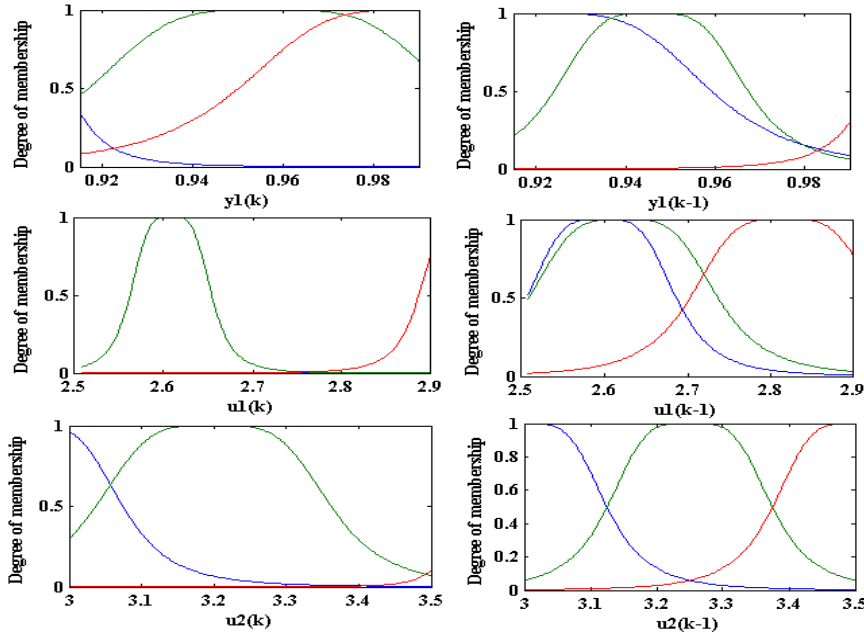 Degree of membership
1
0.5
0
0.92 0.94 0.96 0.98
y1(k)
Degree of membership
1
0.5
0
0.92 0.94 0.96 0.98
y1(k-1)
Degree of membership
1
0.5
0
2.5 2.6 2.7 2.8 2.9
u1(k)
Degree of membership
1
0.5
0
2.5 2.6 2.7 2.8 2.9
u1(k-1)
Degree of membership
1
0.5
0
3 3.1 3.2 3.3 3.4 3.5
u2(k)
Degree of membership
1
0.8
0.6
0.4
0.2
0
3 3.1 3.2 3.3 3.4 3.5
u2(k-1)